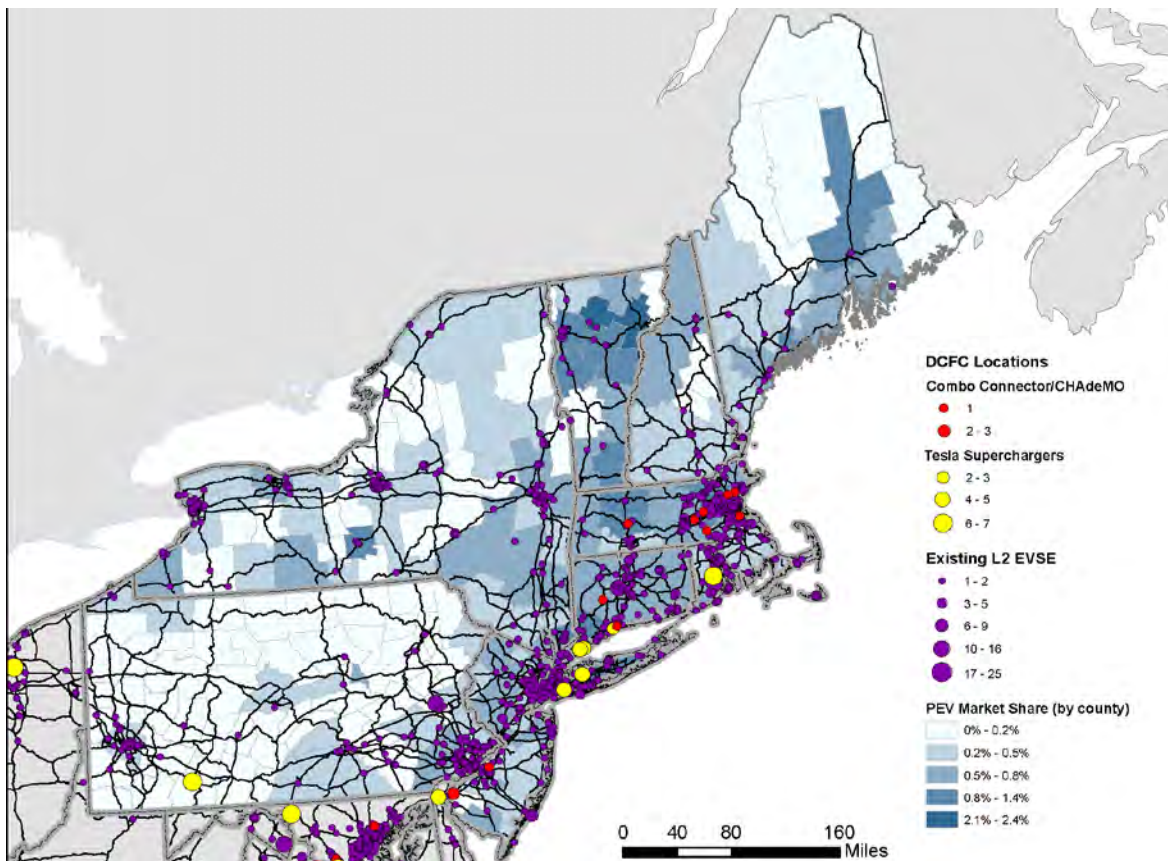 DCFC Locations
Combo Connector/CHAdeMO
1
2 - 3
Tesla Superchargers
2 - 3
4 - 5
6 - 7
Existing L2 EVSE
1 - 2
3 - 5
6 - 9
10 - 16
17 - 25
PEV Market Share (by county)
0% - 0.2%
0.2% - 0.5%
0.5% - 0.8%
0.8% - 1.4%
2.1% - 2.4%
0 40 80 160
Miles